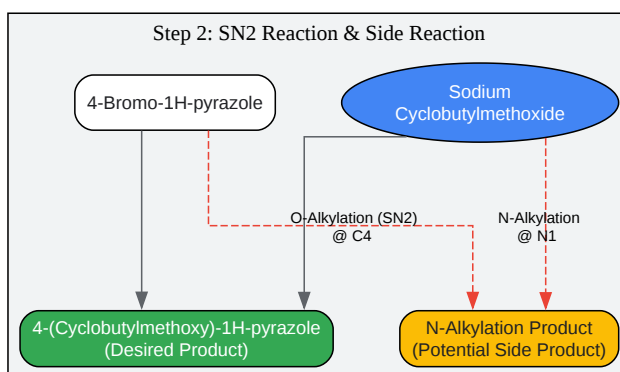 Step 2: SN2 Reaction & Side Reaction
4-Bromo-1H-pyrazole
Sodium
Cyclobutylmethoxide
O-Alkylation (SN2)
@ C4
N-Alkylation
@ N1
4-(Cyclobutylmethoxy)-1H-pyrazole
(Desired Product)
N-Alkylation Product
(Potential Side Product)